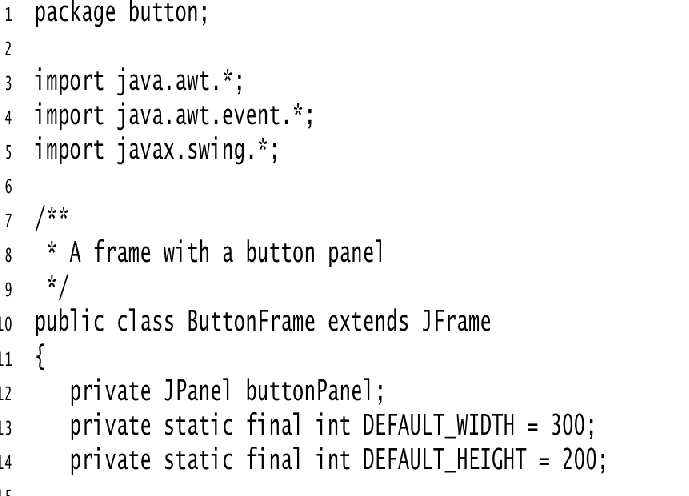 1 package button;
2
3 import java.awt.*;
4 import java.awt.event.*;
5 import javax.swing.*;
6
7 /**
8  * A frame with a button panel
9  */
10 public class ButtonFrame extends JFrame
11 {
12    private JPanel buttonPanel;
13    private static final int DEFAULT_WIDTH = 300;
14    private static final int DEFAULT_HEIGHT = 200;